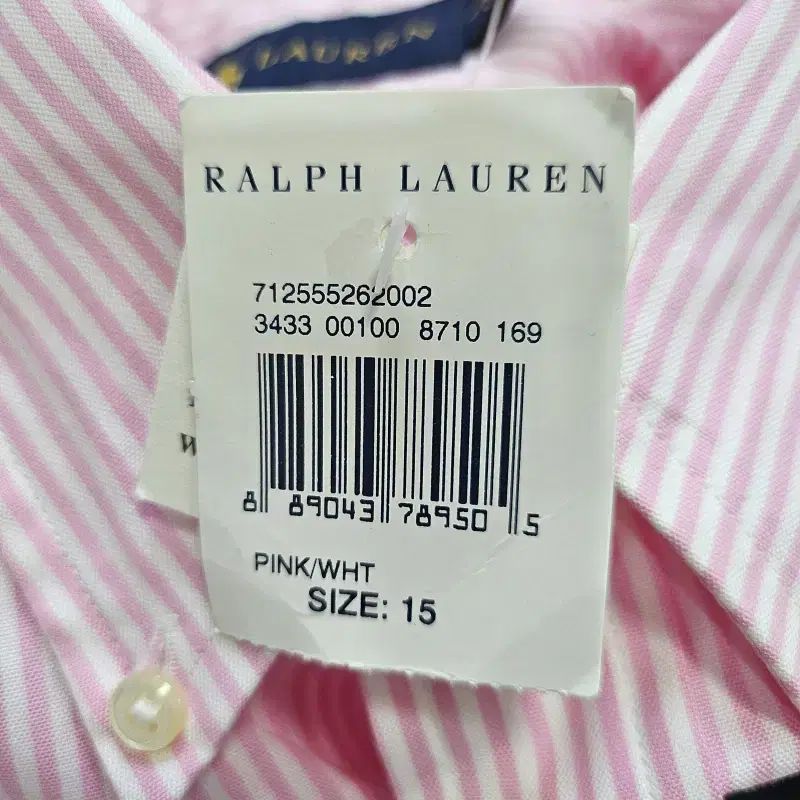 LAUREN
RALPH LAUREN
712555262002
3433 00100 8710 169
8 89043 78950 5
PINK/WHT
SIZE: 15
W